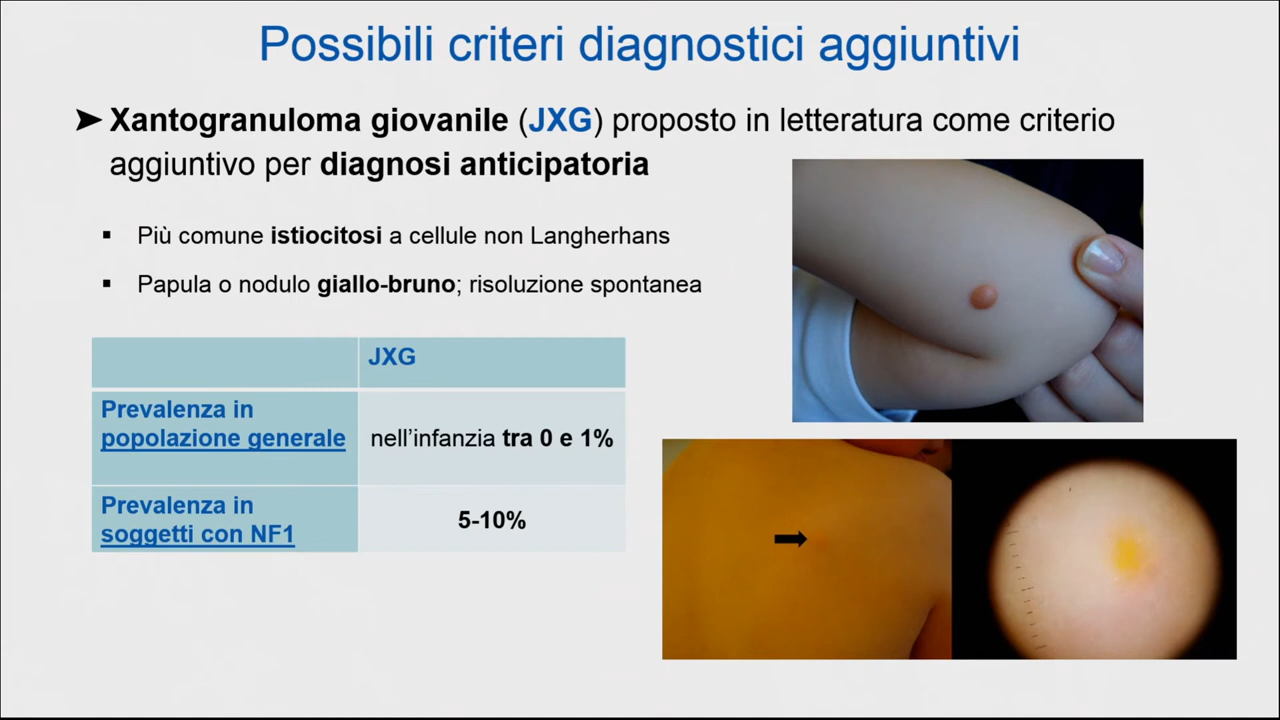 Possibili criteri diagnostici aggiuntivi
➤ Xantogranuloma giovanile (JXG) proposto in letteratura come criterio
aggiuntivo per diagnosi anticipatoria
▪ Più comune istiocitosi a cellule non Langherhans
▪ Papula o nodulo giallo-bruno; risoluzione spontanea
JXG
Prevalenza in
popolazione generale
nell'infanzia tra 0 e 1%
Prevalenza in
soggetti con NF1
5-10%